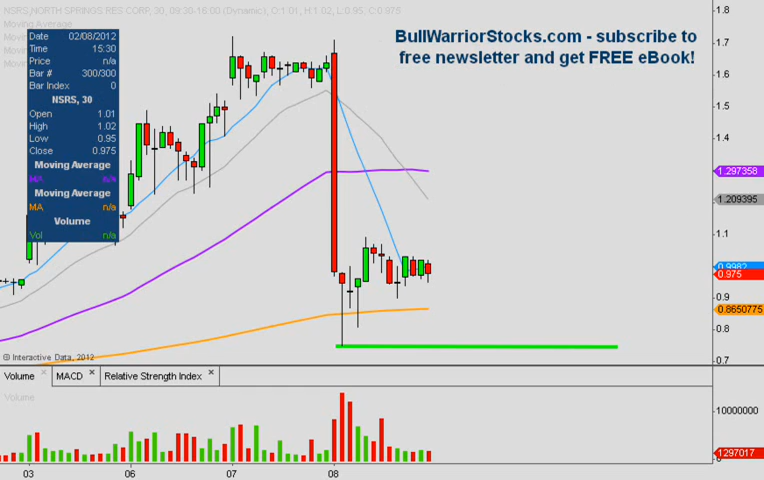 NSRS,NORTH SPRINGS RES CORP, 30, 09:30-16:00 (Dynamic), O:1.01, H:1.02, L:0.95, C:0.975
BullWarriorStocks.com - subscribe to
free newsletter and get FREE eBook!
Moving Average
Date 02/08/2012
Time 15:30
Price n/a
Bar # 300/300
Bar Index 0
NSRS, 30
Open 1.01
High 1.02
Low 0.95
Close 0.975
Moving Average
MA n/a
Moving Average
MA n/a
Volume
Vol n/a
1.8
1.7
1.6
1.5
1.4
1.297358
1.209395
1.1
0.9982
0.975
0.9
0.8650775
0.8
0.7
© Interactive Data, 2012
Volume x MACD x Relative Strength Index x
Volume
10000000
1297017
0
03 06 07 08